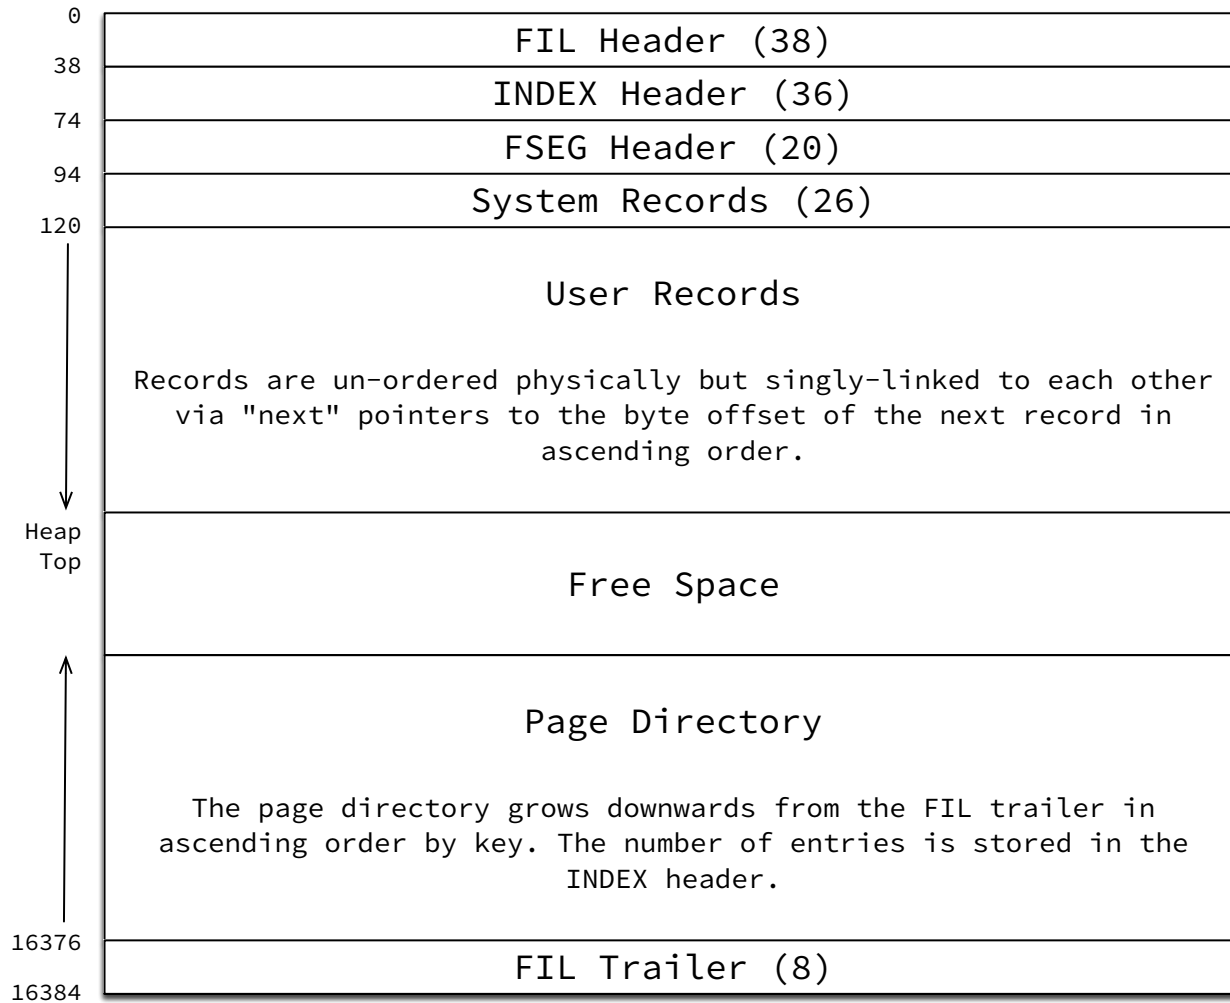 0
FIL Header (38)
38
INDEX Header (36)
74
FSEG Header (20)
94
System Records (26)
120
User Records
Records are un-ordered physically but singly-linked to each other
via "next" pointers to the byte offset of the next record in
ascending order.
Heap
Top
Free Space
Page Directory
The page directory grows downwards from the FIL trailer in
ascending order by key. The number of entries is stored in the
INDEX header.
16376
FIL Trailer (8)
16384